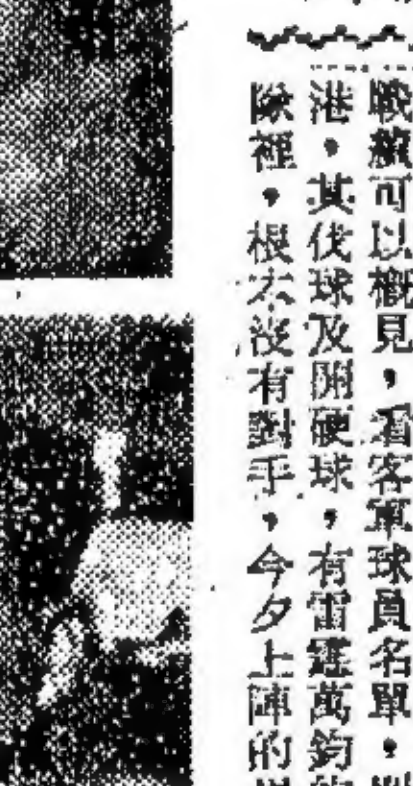 戰績可以概見，看客軍球員名單，
港，其伐球及開硬球，有雷霆萬鈞
隊裡，根本沒有對手，今夕上陣的